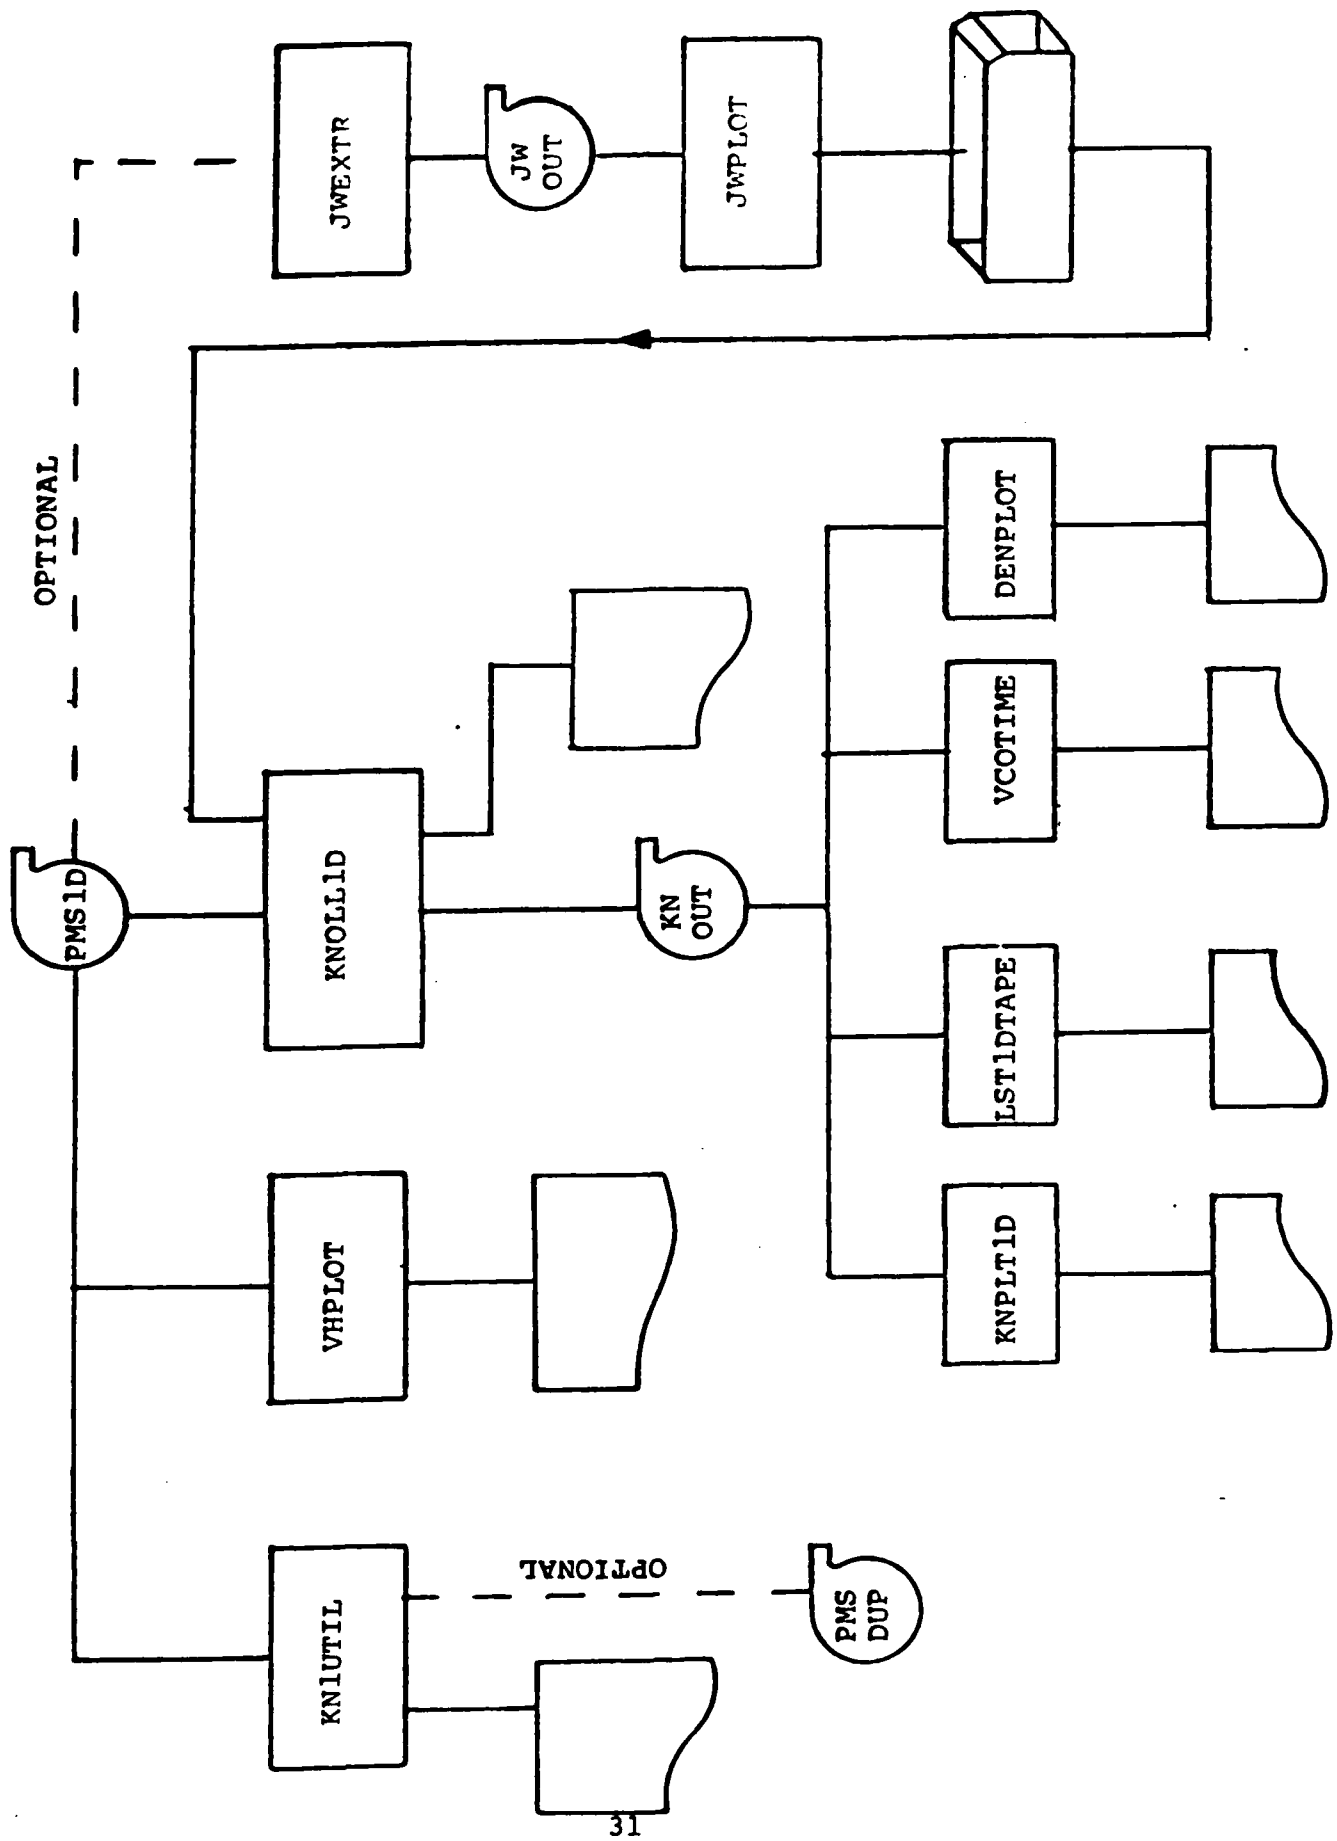 OPTIONAL
PMS1D
KN1UTIL
VHPLOT
KNOLL1D
JWEXTR
JW
OUT
JWPLOT
OPTIONAL
PMS
DUP
KN
OUT
KNPLT1D
LST1DTAPE
VCOTIME
DENPLOT
31